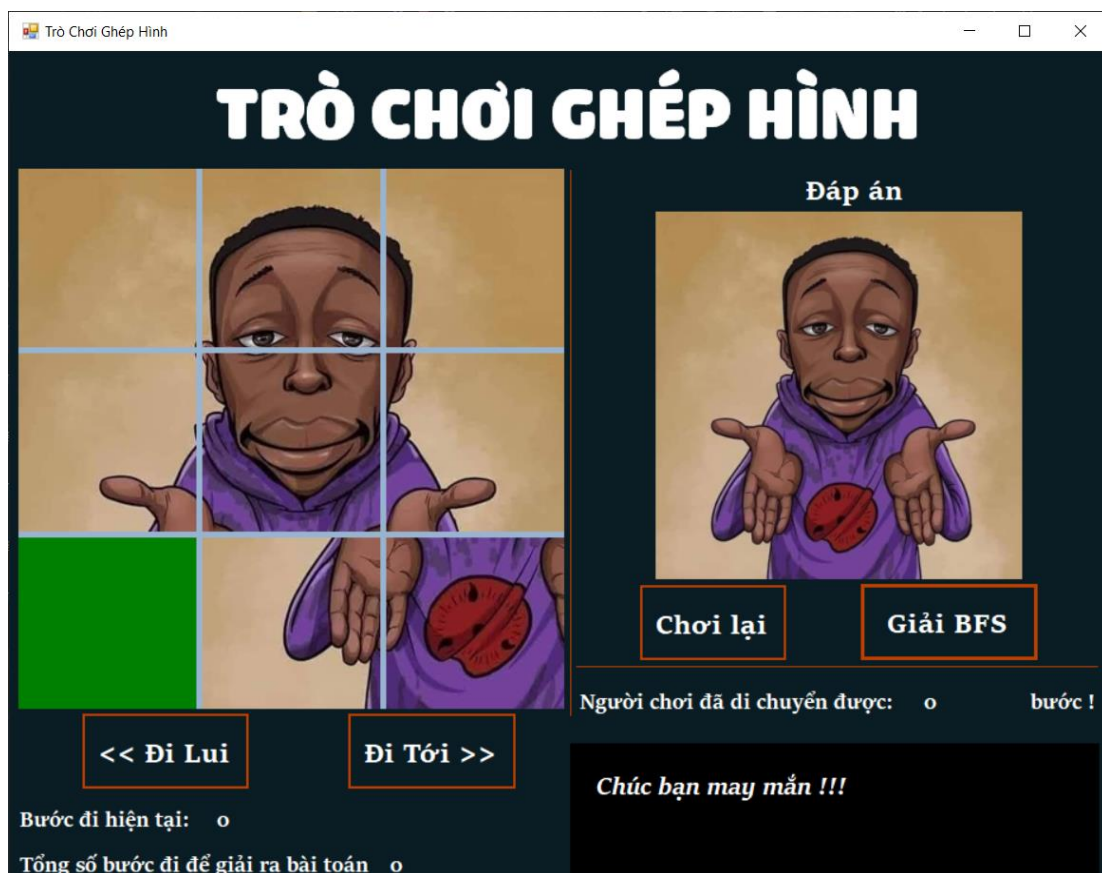 Trò Chơi Ghép Hình
TRÒ CHƠI GHÉP HÌNH
Đáp án
Chơi lại
Giải BFS
Người chơi đã di chuyển được: 0 bước !
<< Đi Lui
Đi Tới >>
Chúc bạn may mắn !!!
Bước đi hiện tại: 0
Tổng số bước đi để giải ra bài toán 0